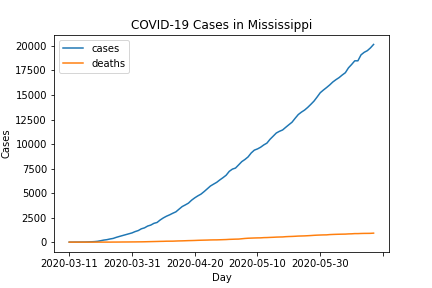 COVID-19 Cases in Mississippi
cases
deaths
20000
17500
15000
12500
10000
7500
5000
2500
0
Cases
2020-03-11 2020-03-31 2020-04-20 2020-05-10 2020-05-30
Day